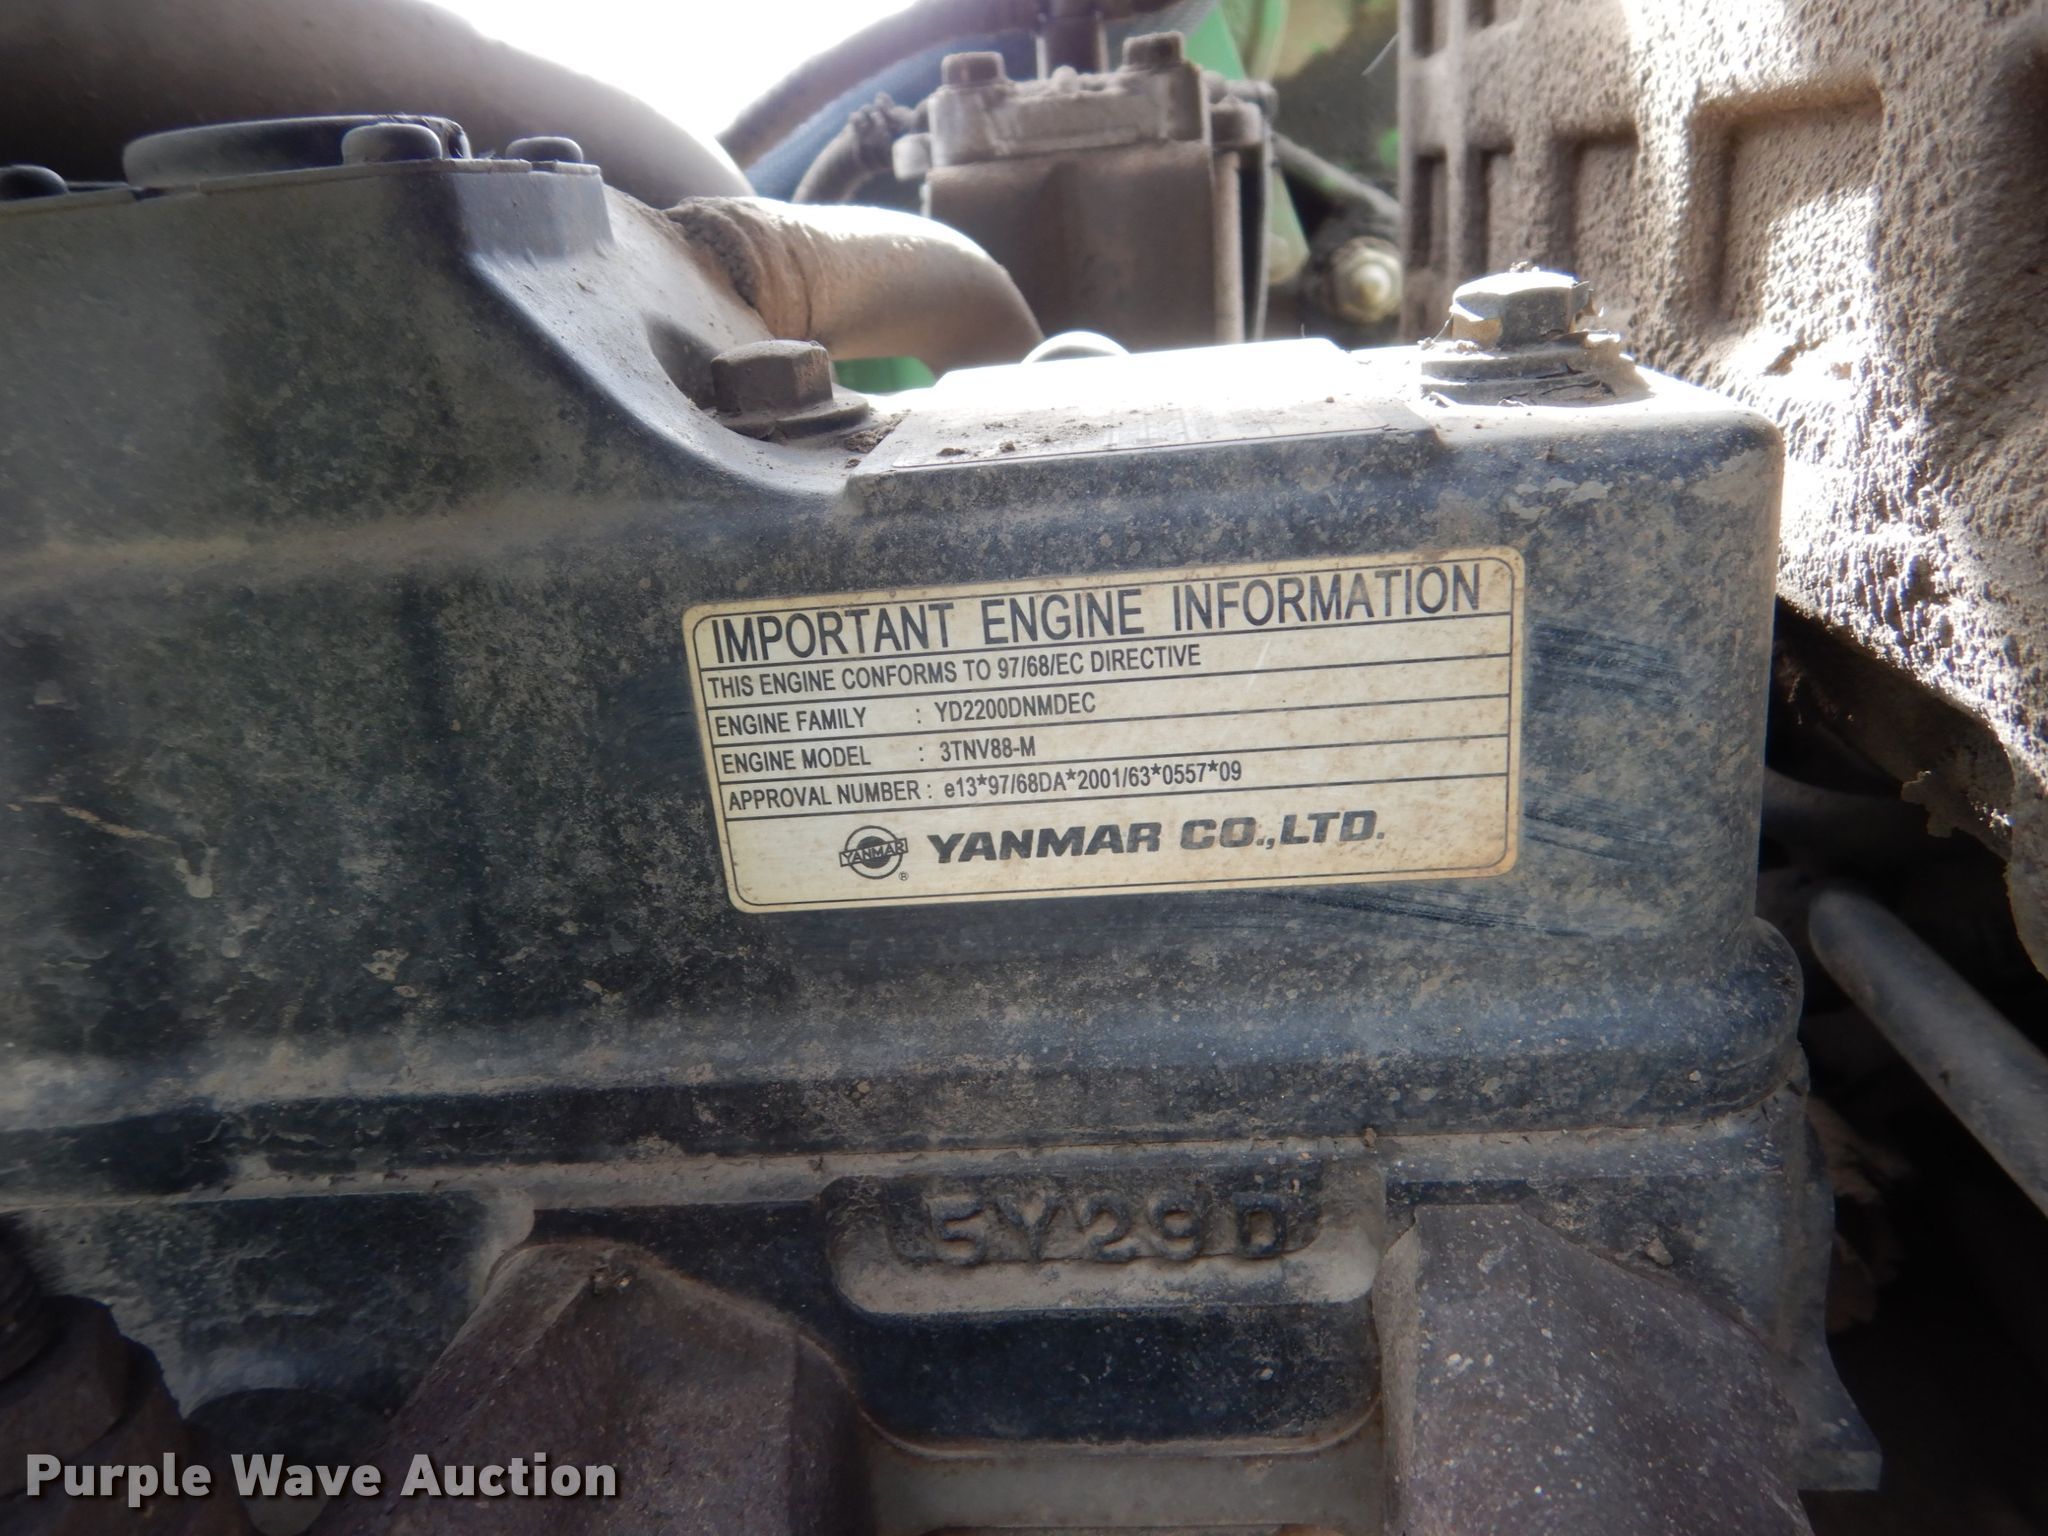 IMPORTANT ENGINE INFORMATION
THIS ENGINE CONFORMS TO 97/68/EC DIRECTIVE
ENGINE FAMILY : YD2200DNMDEC
ENGINE MODEL : 3TNV88-M
APPROVAL NUMBER : e13*97/68DA*2001/63*0557*09
YANMAR ® YANMAR CO.,LTD.
5Y29D
Purple Wave Auction